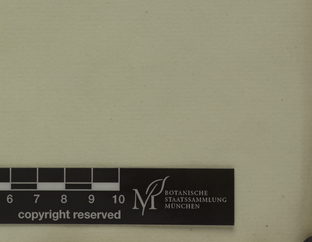 6 7 8 9 10
copyright reserved
M
BOTANISCHE
STAATSSAMMLUNG
MÜNCHEN